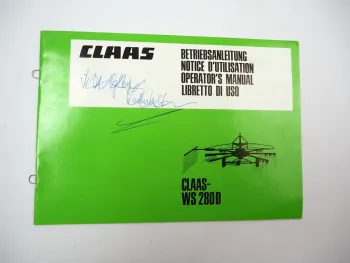 CLAAS
BETRIEBSANLEITUNG
NOTICE D'UTILISATION
OPERATOR'S MANUAL
LIBRETTO DI USO
CLAAS-
WS 280 D